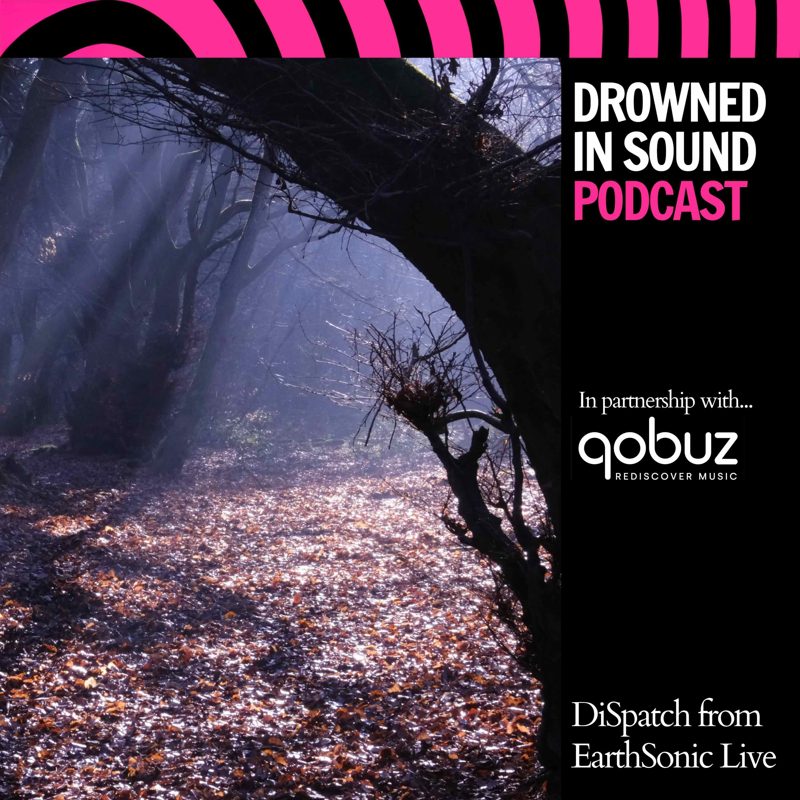 DROWNED
IN SOUND
PODCAST
In partnership with...
qobuz
REDISCOVER MUSIC
DiSpatch from
EarthSonic Live